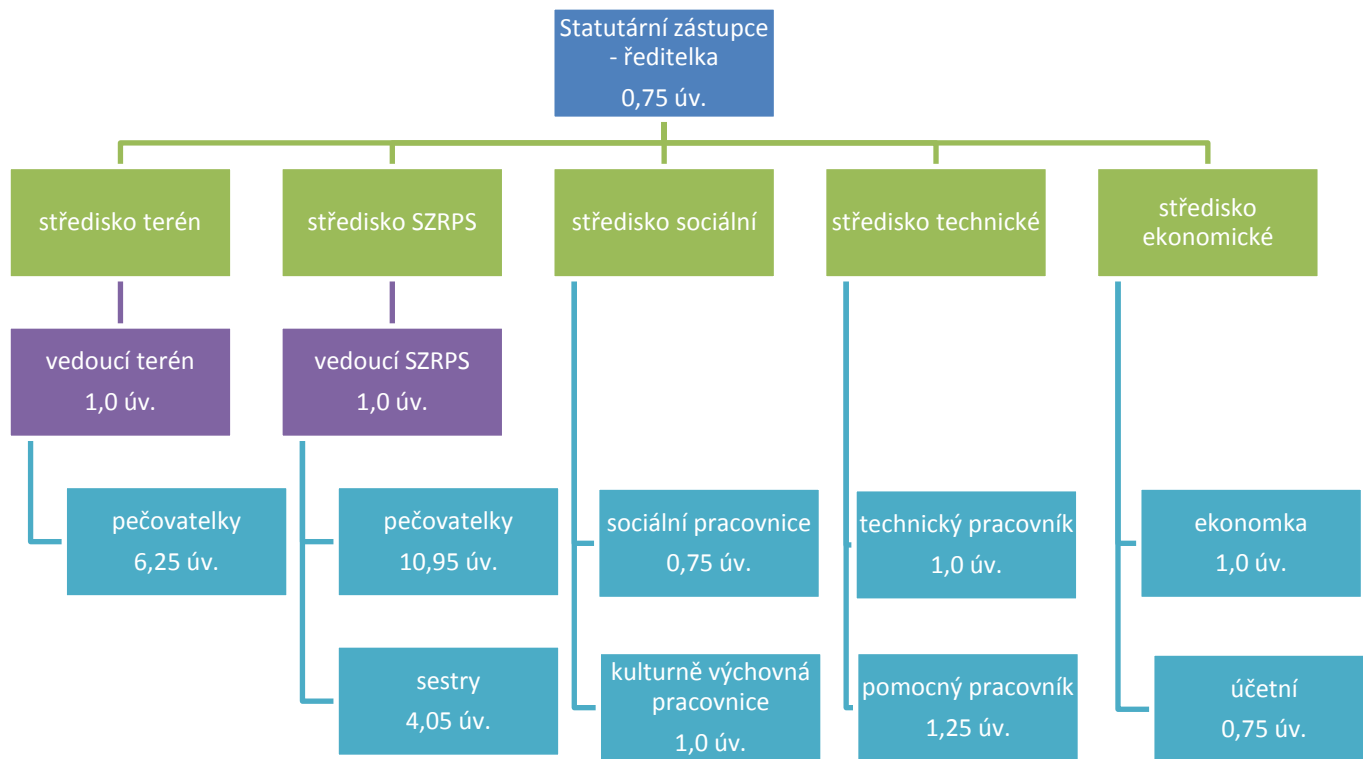 Statutární zástupce
- ředitelka
0,75 úv.
středisko terén
středisko SZRPS
středisko sociální
středisko technické
středisko
ekonomické
vedoucí terén
1,0 úv.
vedoucí SZRPS
1,0 úv.
pečovatelky
6,25 úv.
pečovatelky
10,95 úv.
sociální pracovnice
0,75 úv.
technický pracovník
1,0 úv.
ekonomka
1,0 úv.
sestry
4,05 úv.
kulturně výchovná
pracovnice
1,0 úv.
pomocný pracovník
1,25 úv.
účetní
0,75 úv.